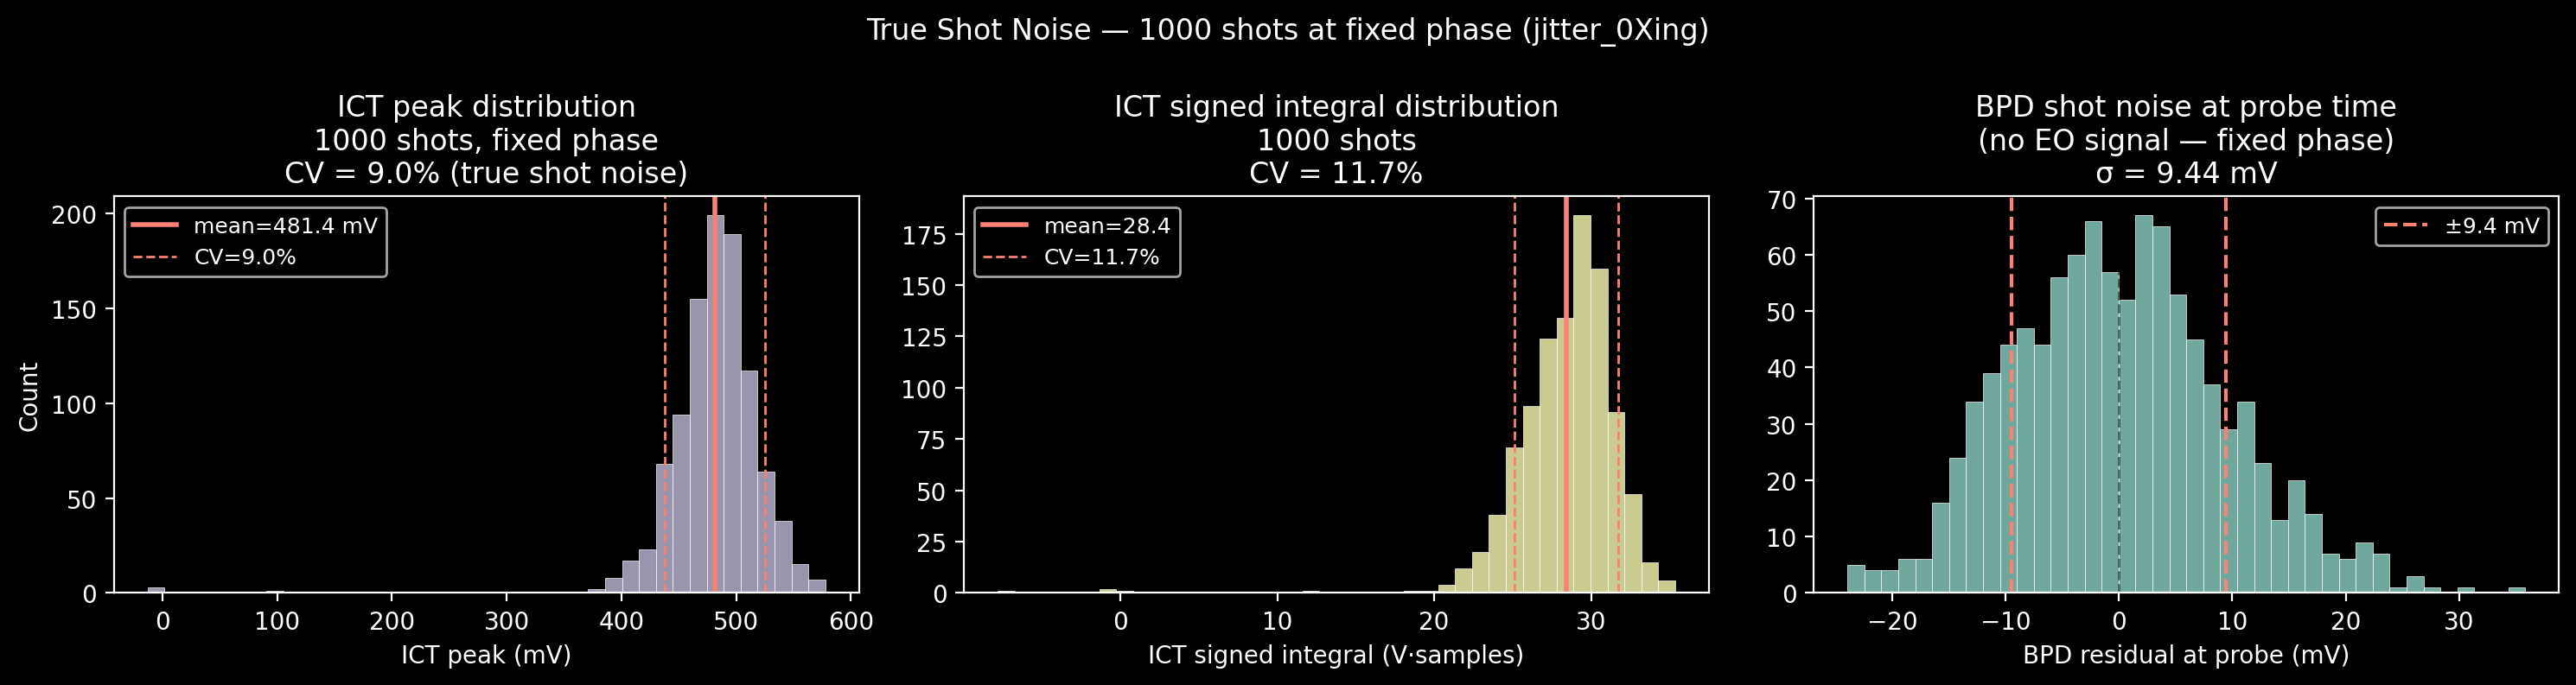 True Shot Noise — 1000 shots at fixed phase (jitter_0Xing)
ICT peak distribution
1000 shots, fixed phase
CV = 9.0% (true shot noise)
mean=481.4 mV
CV=9.0%
200
150
100
50
0
Count
0
100
200
300
400
500
600
ICT peak (mV)
ICT signed integral distribution
1000 shots
CV = 11.7%
mean=28.4
CV=11.7%
175
150
125
100
75
50
25
0
0
10
20
30
ICT signed integral (V·samples)
BPD shot noise at probe time
(no EO signal — fixed phase)
σ = 9.44 mV
±9.4 mV
70
60
50
40
30
20
10
0
−20
−10
0
10
20
30
BPD residual at probe (mV)